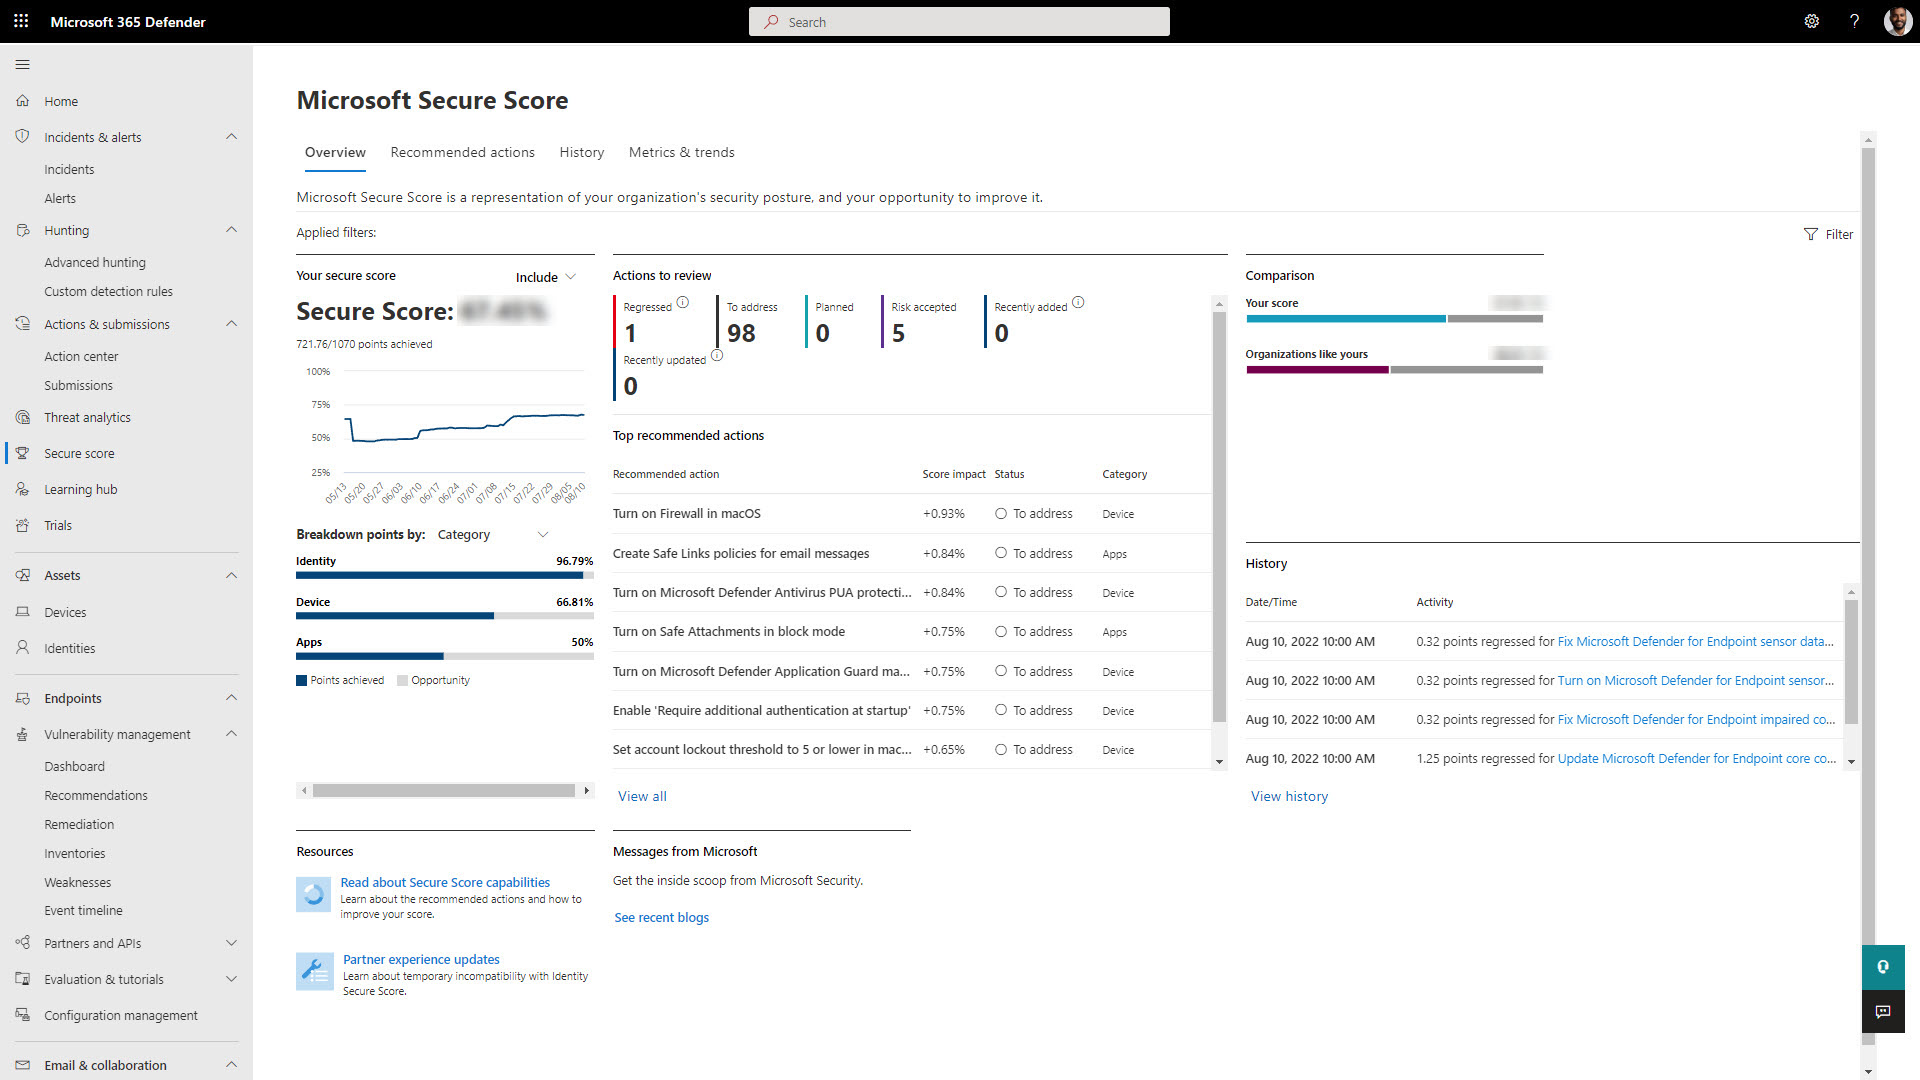 Microsoft 365 Defender
Search
?
Home
Incidents & alerts
Incidents
Alerts
Hunting
Advanced hunting
Custom detection rules
Actions & submissions
Action center
Submissions
Threat analytics
Secure score
Learning hub
Trials
Assets
Devices
Identities
Endpoints
Vulnerability management
Dashboard
Recommendations
Remediation
Inventories
Weaknesses
Event timeline
Partners and APIs
Evaluation & tutorials
Configuration management
Email & collaboration
Microsoft Secure Score
Overview Recommended actions History Metrics & trends
Microsoft Secure Score is a representation of your organization's security posture, and your opportunity to improve it.
Applied filters:
Filter
Your secure score Include
Secure Score:
721.76/1070 points achieved
100%
75%
50%
25%
05/13 05/20 05/27 06/03 06/10 06/17 06/24 07/01 07/08 07/15 07/22 07/29 08/05 08/10
Breakdown points by: Category
Identity 96.79%
Device 66.81%
Apps 50%
Points achieved Opportunity
Actions to review
Regressed To address Planned Risk accepted Recently added
1 98 0 5 0
Recently updated
0
Top recommended actions
Recommended action Score impact Status Category
Turn on Firewall in macOS +0.93% To address Device
Create Safe Links policies for email messages +0.84% To address Apps
Turn on Microsoft Defender Antivirus PUA protecti... +0.84% To address Device
Turn on Safe Attachments in block mode +0.75% To address Apps
Turn on Microsoft Defender Application Guard ma... +0.75% To address Device
Enable 'Require additional authentication at startup' +0.75% To address Device
Set account lockout threshold to 5 or lower in mac... +0.65% To address Device
View all
Comparison
Your score
Organizations like yours
History
Date/Time Activity
Aug 10, 2022 10:00 AM 0.32 points regressed for Fix Microsoft Defender for Endpoint sensor data...
Aug 10, 2022 10:00 AM 0.32 points regressed for Turn on Microsoft Defender for Endpoint sensor...
Aug 10, 2022 10:00 AM 0.32 points regressed for Fix Microsoft Defender for Endpoint impaired co...
Aug 10, 2022 10:00 AM 1.25 points regressed for Update Microsoft Defender for Endpoint core co...
View history
Resources
Read about Secure Score capabilities
Learn about the recommended actions and how to
improve your score.
Partner experience updates
Learn about temporary incompatibility with Identity
Secure Score.
Messages from Microsoft
Get the inside scoop from Microsoft Security.
See recent blogs